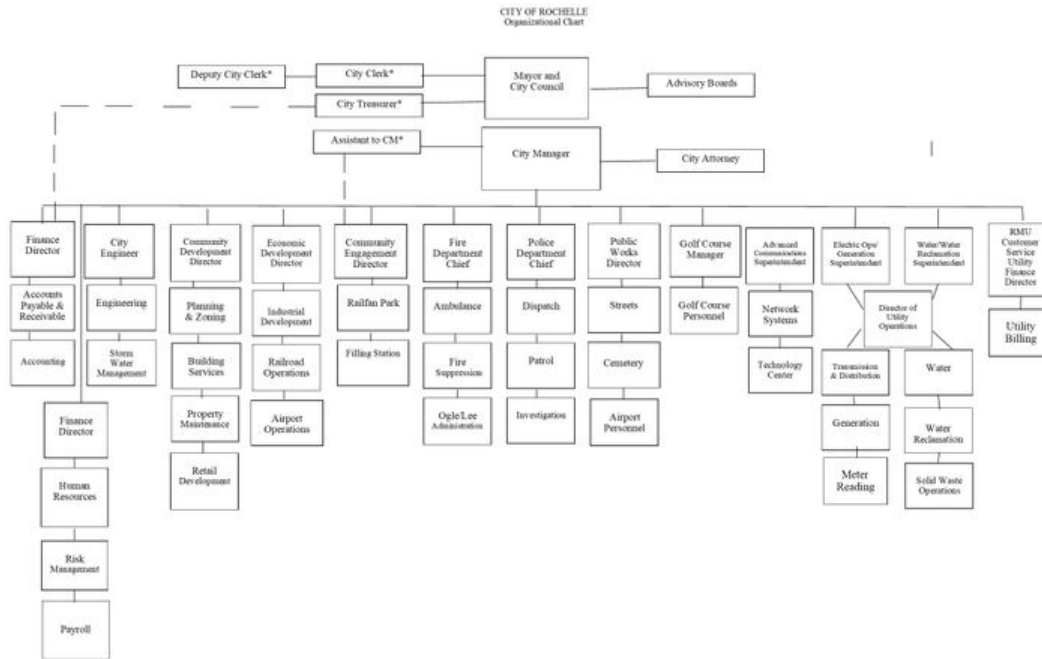 CITY OF ROCHELLE
Organizational Chart
Deputy City Clerk*
City Clerk*
Mayor and
City Council
Advisory Boards
City Treasurer*
Assistant to CM*
City Manager
City Attorney
Finance
Director
City
Engineer
Community
Development
Director
Economic
Development
Director
Community
Engagement
Director
Fire
Department
Chief
Police
Department
Chief
Public
Works
Director
Golf Course
Manager
Advanced
Communications
Superintendent
Electric Ops/
Generation
Superintendent
Water/Water
Reclamation
Superintendent
RMU
Customer
Service
Utility
Finance
Director
Accounts
Payable &
Receivable
Engineering
Planning
& Zoning
Industrial
Development
Railfan Park
Ambulance
Dispatch
Streets
Golf Course
Personnel
Network
Systems
Director of
Utility
Operations
Utility
Billing
Accounting
Storm
Water
Management
Building
Services
Railroad
Operations
Filling Station
Fire
Suppression
Patrol
Cemetery
Technology
Center
Transmission
& Distribution
Water
Finance
Director
Property
Maintenance
Airport
Operations
Ogle/Lee
Administration
Investigation
Airport
Personnel
Generation
Water
Reclamation
Human
Resources
Retail
Development
Meter
Reading
Solid Waste
Operations
Risk
Management
Payroll